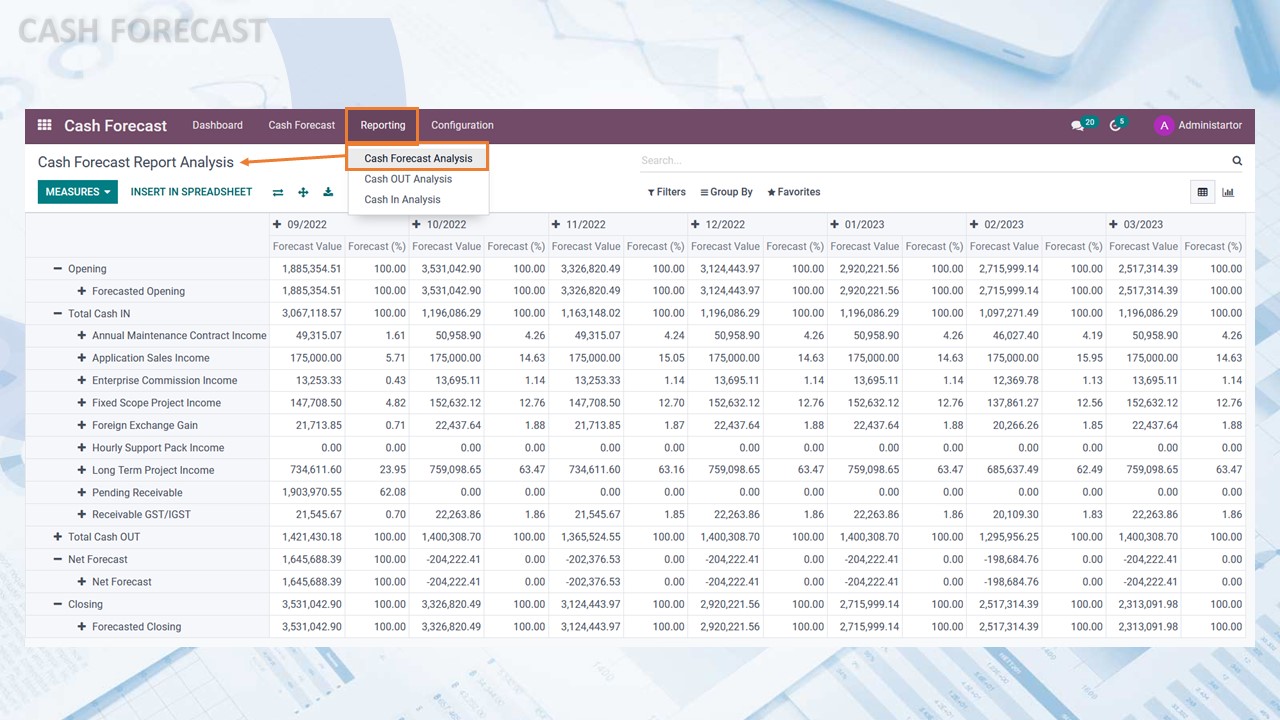 CASH FORECAST
Cash Forecast Dashboard Cash Forecast Reporting Configuration 20 5 A Administartor
Cash Forecast Report Analysis Cash Forecast Analysis Search...
Cash OUT Analysis
MEASURES INSERT IN SPREADSHEET Filters Group By Favorites
Cash In Analysis
09/2022 10/2022 11/2022 12/2022 01/2023 02/2023 03/2023
Forecast Value Forecast (%) Forecast Value Forecast (%) Forecast Value Forecast (%) Forecast Value Forecast (%) Forecast Value Forecast (%) Forecast Value Forecast (%) Forecast Value Forecast (%)
Opening 1,885,354.51 100.00 3,531,042.90 100.00 3,326,820.49 100.00 3,124,443.97 100.00 2,920,221.56 100.00 2,715,999.14 100.00 2,517,314.39 100.00
Forecasted Opening 1,885,354.51 100.00 3,531,042.90 100.00 3,326,820.49 100.00 3,124,443.97 100.00 2,920,221.56 100.00 2,715,999.14 100.00 2,517,314.39 100.00
Total Cash IN 3,067,118.57 100.00 1,196,086.29 100.00 1,163,148.02 100.00 1,196,086.29 100.00 1,196,086.29 100.00 1,097,271.49 100.00 1,196,086.29 100.00
Annual Maintenance Contract Income 49,315.07 1.61 50,958.90 4.26 49,315.07 4.24 50,958.90 4.26 50,958.90 4.26 46,027.40 4.19 50,958.90 4.26
Application Sales Income 175,000.00 5.71 175,000.00 14.63 175,000.00 15.05 175,000.00 14.63 175,000.00 14.63 175,000.00 15.95 175,000.00 14.63
Enterprise Commission Income 13,253.33 0.43 13,695.11 1.14 13,253.33 1.14 13,695.11 1.14 13,695.11 1.14 12,369.78 1.13 13,695.11 1.14
Fixed Scope Project Income 147,708.50 4.82 152,632.12 12.76 147,708.50 12.70 152,632.12 12.76 152,632.12 12.76 137,861.27 12.56 152,632.12 12.76
Foreign Exchange Gain 21,713.85 0.71 22,437.64 1.88 21,713.85 1.87 22,437.64 1.88 22,437.64 1.88 20,266.26 1.85 22,437.64 1.88
Hourly Support Pack Income 0.00 0.00 0.00 0.00 0.00 0.00 0.00 0.00 0.00 0.00 0.00 0.00 0.00 0.00
Long Term Project Income 734,611.60 23.95 759,098.65 63.47 734,611.60 63.16 759,098.65 63.47 759,098.65 63.47 685,637.49 62.49 759,098.65 63.47
Pending Receivable 1,903,970.55 62.08 0.00 0.00 0.00 0.00 0.00 0.00 0.00 0.00 0.00 0.00 0.00 0.00
Receivable GST/IGST 21,545.67 0.70 22,263.86 1.86 21,545.67 1.85 22,263.86 1.86 22,263.86 1.86 20,109.30 1.83 22,263.86 1.86
Total Cash OUT 1,421,430.18 100.00 1,400,308.70 100.00 1,365,524.55 100.00 1,400,308.70 100.00 1,400,308.70 100.00 1,295,956.25 100.00 1,400,308.70 100.00
Net Forecast 1,645,688.39 100.00 -204,222.41 0.00 -202,376.53 0.00 -204,222.41 0.00 -204,222.41 0.00 -198,684.76 0.00 -204,222.41 0.00
Net Forecast 1,645,688.39 100.00 -204,222.41 0.00 -202,376.53 0.00 -204,222.41 0.00 -204,222.41 0.00 -198,684.76 0.00 -204,222.41 0.00
Closing 3,531,042.90 100.00 3,326,820.49 100.00 3,124,443.97 100.00 2,920,221.56 100.00 2,715,999.14 100.00 2,517,314.39 100.00 2,313,091.98 100.00
Forecasted Closing 3,531,042.90 100.00 3,326,820.49 100.00 3,124,443.97 100.00 2,920,221.56 100.00 2,715,999.14 100.00 2,517,314.39 100.00 2,313,091.98 100.00